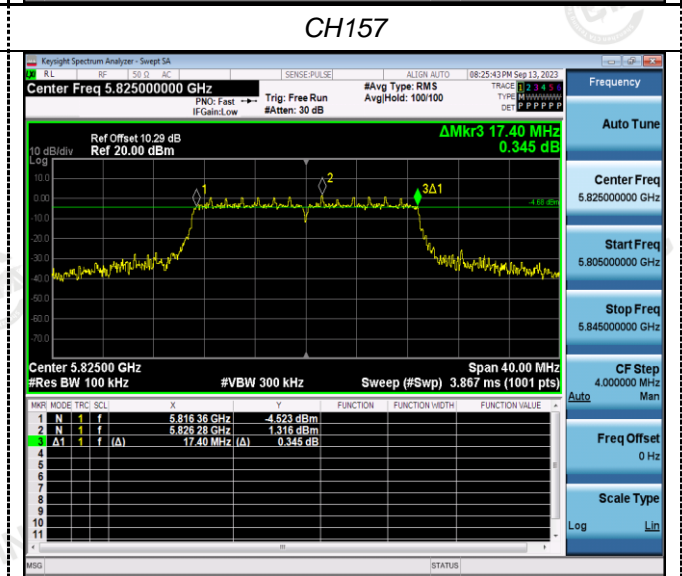 CH157
Keysight Spectrum Analyzer - Swept SA
RL RF 50 Ω AC SENSE:PULSE ALIGN AUTO 08:25:43 PM Sep 13, 2023
Center Freq 5.825000000 GHz
PNO: Fast
IFGain:Low
Trig: Free Run
#Atten: 30 dB
#Avg Type: RMS
Avg|Hold: 100/100
TRACE 1 2 3 4 5 6
TYPE M WWWWW
DET P P P P P P
Ref Offset 10.29 dB
Ref 20.00 dBm
10 dB/div
Log
ΔMkr3 17.40 MHz
0.345 dB
10.0
0.00
-10.0
-20.0
-30.0
-40.0
-50.0
-60.0
-70.0
1
2
3Δ1
-4.68 dBm
Center 5.82500 GHz
Span 40.00 MHz
#Res BW 100 kHz
#VBW 300 kHz
Sweep (#Swp) 3.867 ms (1001 pts)
MKR MODE TRC SCL X Y FUNCTION FUNCTION WIDTH FUNCTION VALUE
1 N 1 f 5.816 36 GHz -4.523 dBm
2 N 1 f 5.826 28 GHz 1.316 dBm
3 Δ1 1 f (Δ) 17.40 MHz (Δ) 0.345 dB
4
5
6
7
8
9
10
11
MSG STATUS
Frequency
Auto Tune
Center Freq
5.825000000 GHz
Start Freq
5.805000000 GHz
Stop Freq
5.845000000 GHz
CF Step
4.000000 MHz
Auto Man
Freq Offset
0 Hz
Scale Type
Log Lin